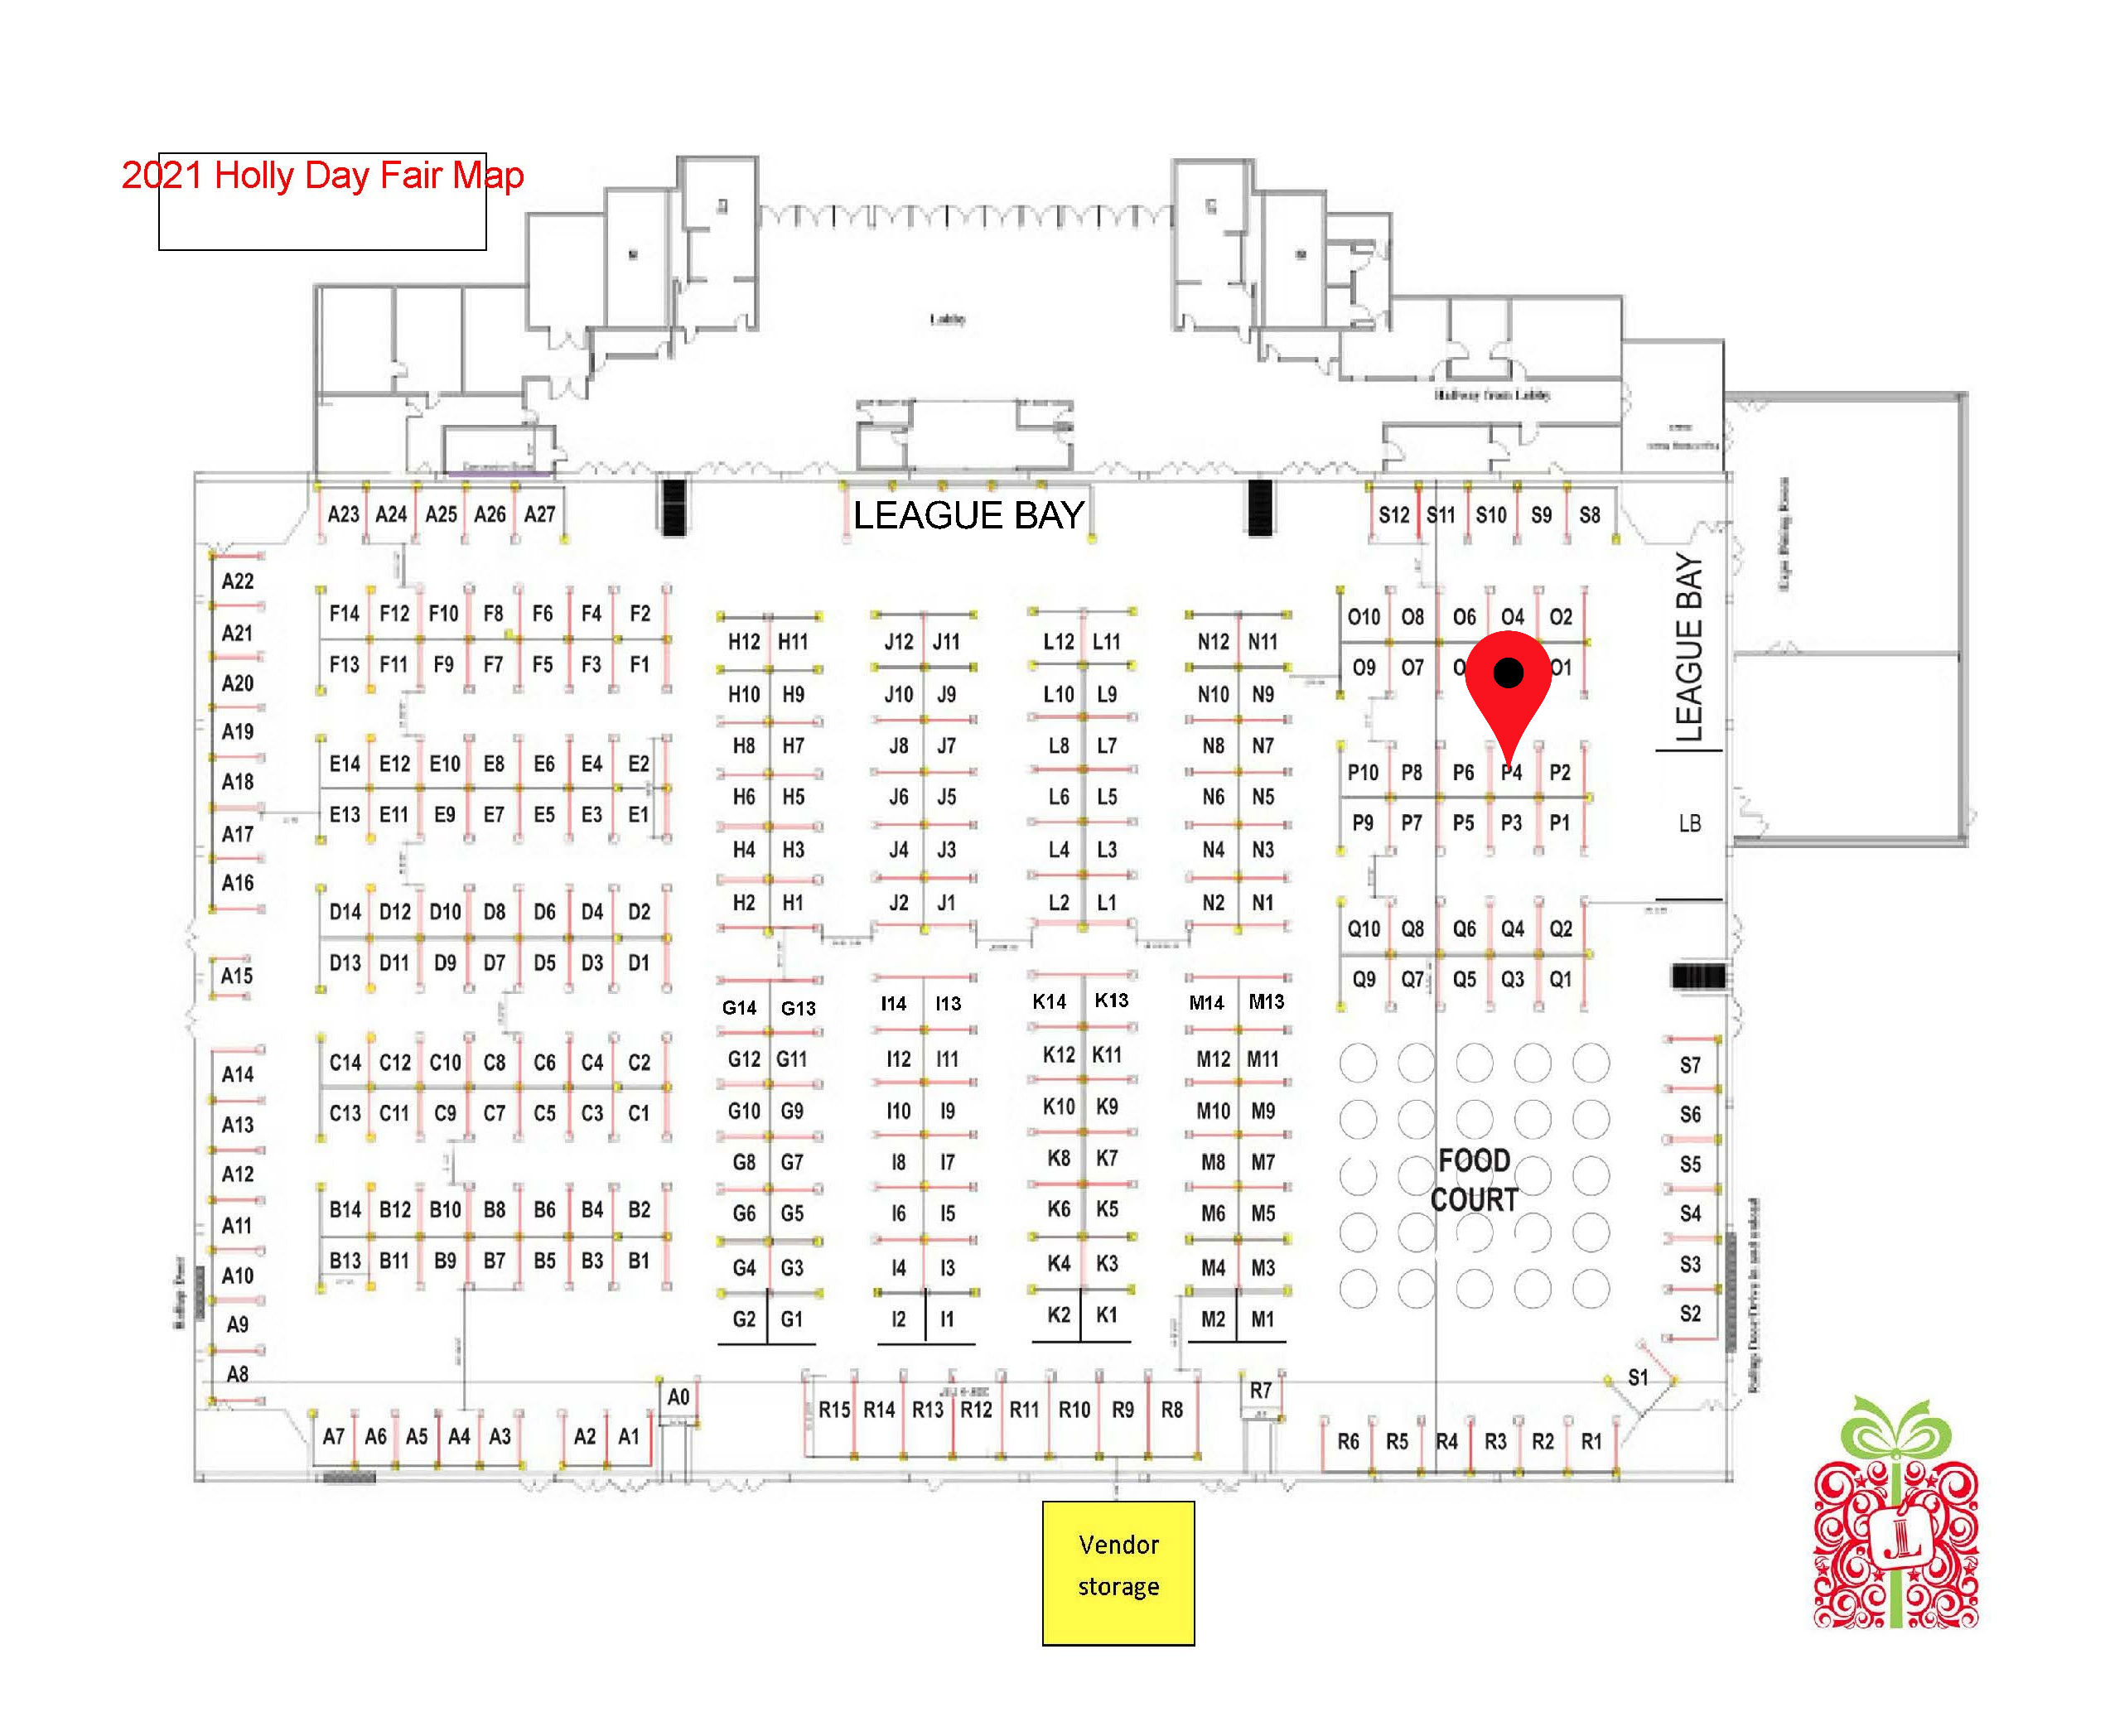 2021 Holly Day Fair Map
Lobby
Hallway from Lobby
LEAGUE BAY
A23 A24 A25 A26 A27
S12 S11 S10 S9 S8
A22
A21
A20
A19
A18
A17
A16
A15
A14
A13
A12
A11
A10
A9
A8
F14 F12 F10 F8 F6 F4 F2
F13 F11 F9 F7 F5 F3 F1
E14 E12 E10 E8 E6 E4 E2
E13 E11 E9 E7 E5 E3 E1
D14 D12 D10 D8 D6 D4 D2
D13 D11 D9 D7 D5 D3 D1
C14 C12 C10 C8 C6 C4 C2
C13 C11 C9 C7 C5 C3 C1
B14 B12 B10 B8 B6 B4 B2
B13 B11 B9 B7 B5 B3 B1
H12 H11 J12 J11 L12 L11 N12 N11
H10 H9 J10 J9 L10 L9 N10 N9
H8 H7 J8 J7 L8 L7 N8 N7
H6 H5 J6 J5 L6 L5 N6 N5
H4 H3 J4 J3 L4 L3 N4 N3
H2 H1 J2 J1 L2 L1 N2 N1
G14 G13 I14 I13 K14 K13 M14 M13
G12 G11 I12 I11 K12 K11 M12 M11
G10 G9 I10 I9 K10 K9 M10 M9
G8 G7 I8 I7 K8 K7 M8 M7
G6 G5 I6 I5 K6 K5 M6 M5
G4 G3 I4 I3 K4 K3 M4 M3
G2 G1 I2 I1 K2 K1 M2 M1
O10 O8 O6 O4 O2
O9 O7 O1
P10 P8 P6 P4 P2
P9 P7 P5 P3 P1
Q10 Q8 Q6 Q4 Q2
Q9 Q7 Q5 Q3 Q1
LEAGUE BAY
LB
FOOD
COURT
S7
S6
S5
S4
S3
S2
S1
A7 A6 A5 A4 A3 A2 A1
A0
R15 R14 R13 R12 R11 R10 R9 R8
R7
R6 R5 R4 R3 R2 R1
Vendor
storage
JL